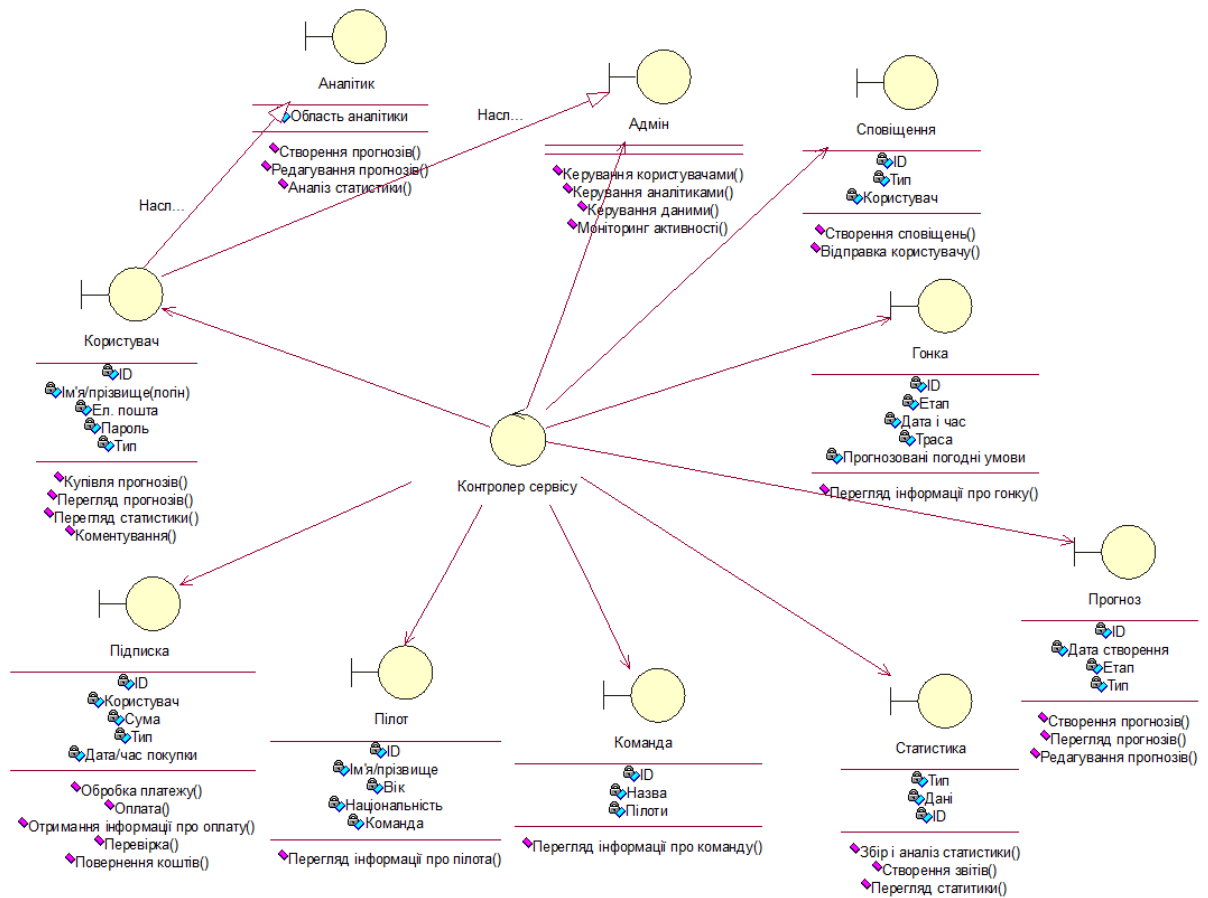 Аналітик
Область аналітики
Створення прогнозів()
Редагування прогнозів()
Аналіз статистики()
Насл...
Насл...
Адмін
Керування користувачами()
Керування аналітиками()
Керування даними()
Моніторинг активності()
Сповіщення
ID
Тип
Користувач
Створення сповіщень()
Відправка користувачу()
Користувач
ID
Ім'я/прізвище(логін)
Ел. пошта
Пароль
Тип
Купівля прогнозів()
Перегляд прогнозів()
Перегляд статистики()
Коментування()
Гонка
ID
Етап
Дата і час
Траса
Прогнозовані погодні умови
Перегляд інформації про гонку()
Контролер сервісу
Підписка
ID
Користувач
Сума
Тип
Дата/час покупки
Обробка платежу()
Оплата()
Отримання інформації про оплату()
Перевірка()
Повернення коштів()
Пілот
ID
Ім'я/прізвище
Вік
Національність
Команда
Перегляд інформації про пілота()
Команда
ID
Назва
Пілоти
Перегляд інформації про команду()
Статистика
Тип
Дані
ID
Збір і аналіз статистики()
Створення звітів()
Перегляд статитики()
Прогноз
ID
Дата створення
Етап
Тип
Створення прогнозів()
Перегляд прогнозів()
Редагування прогнозів()